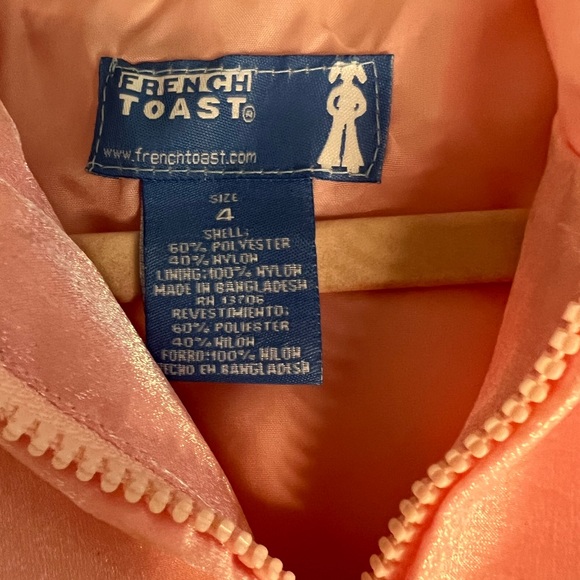 FRENCH
TOAST®
www.frenchtoast.com
SIZE
4
SHELL:
60% POLYESTER
40% NYLON
LINING:100% NYLON
MADE IN BANGLADESH
RN 13706
REVESTIMIENTO:
60% POLIESTER
40% NILON
FORRO:100% NILON
ECHO EN BANGLADESH